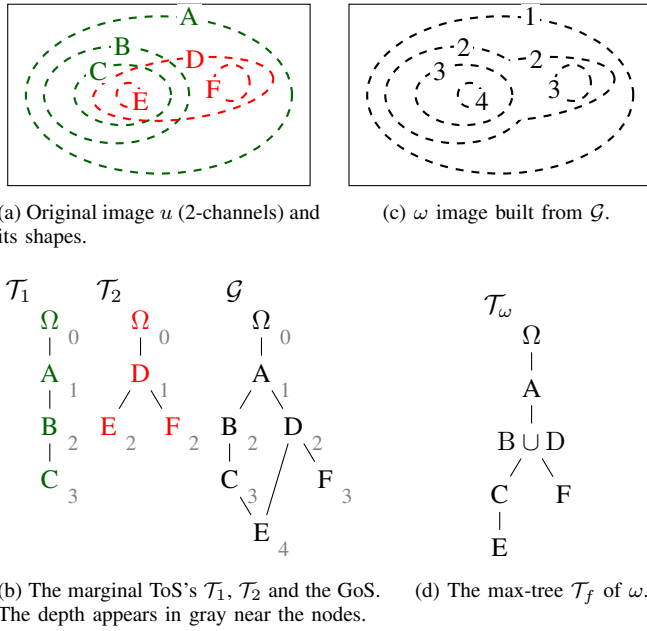 A
B
C
D
E
F
1
2
3
2
4
3
(a) Original image u (2-channels) and
its shapes.
(c) ω image built from 𝒢.
𝒯₁ 𝒯₂ 𝒢
Ω 0 Ω 0 Ω 0
A 1 D 1 A 1
B 2 E 2 F 2 B 2 D 2
C 3 C 3 F 3
E 4
𝒯ω
Ω
A
B ∪ D
C F
E
(b) The marginal ToS's 𝒯₁, 𝒯₂ and the GoS.
The depth appears in gray near the nodes.
(d) The max-tree 𝒯f of ω.